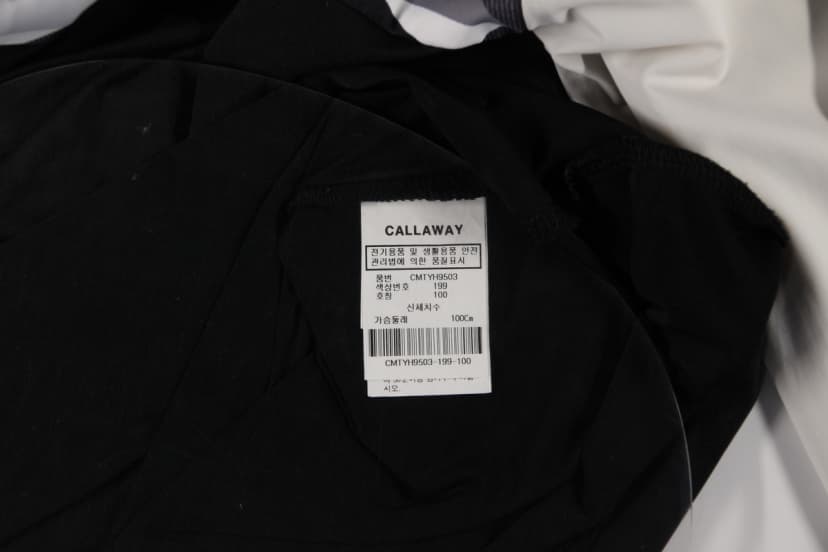 CALLAWAY
전기용품 및 생활용품 안전
관리법에 의한 품질표시
품번 CMTYH9503
색상번호 199
호칭 100
신체치수
가슴둘레 100Cm
CMTYH9503-199-100
시오.